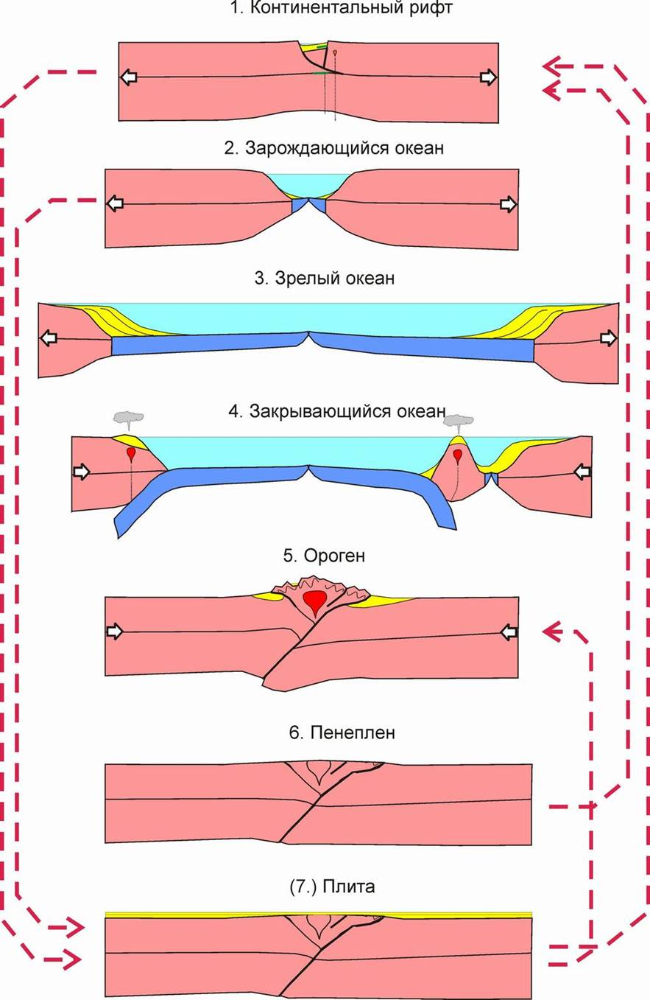 1. Континентальный рифт
2. Зарождающийся океан
3. Зрелый океан
4. Закрывающийся океан
5. Ороген
6. Пенеплен
(7.) Плита